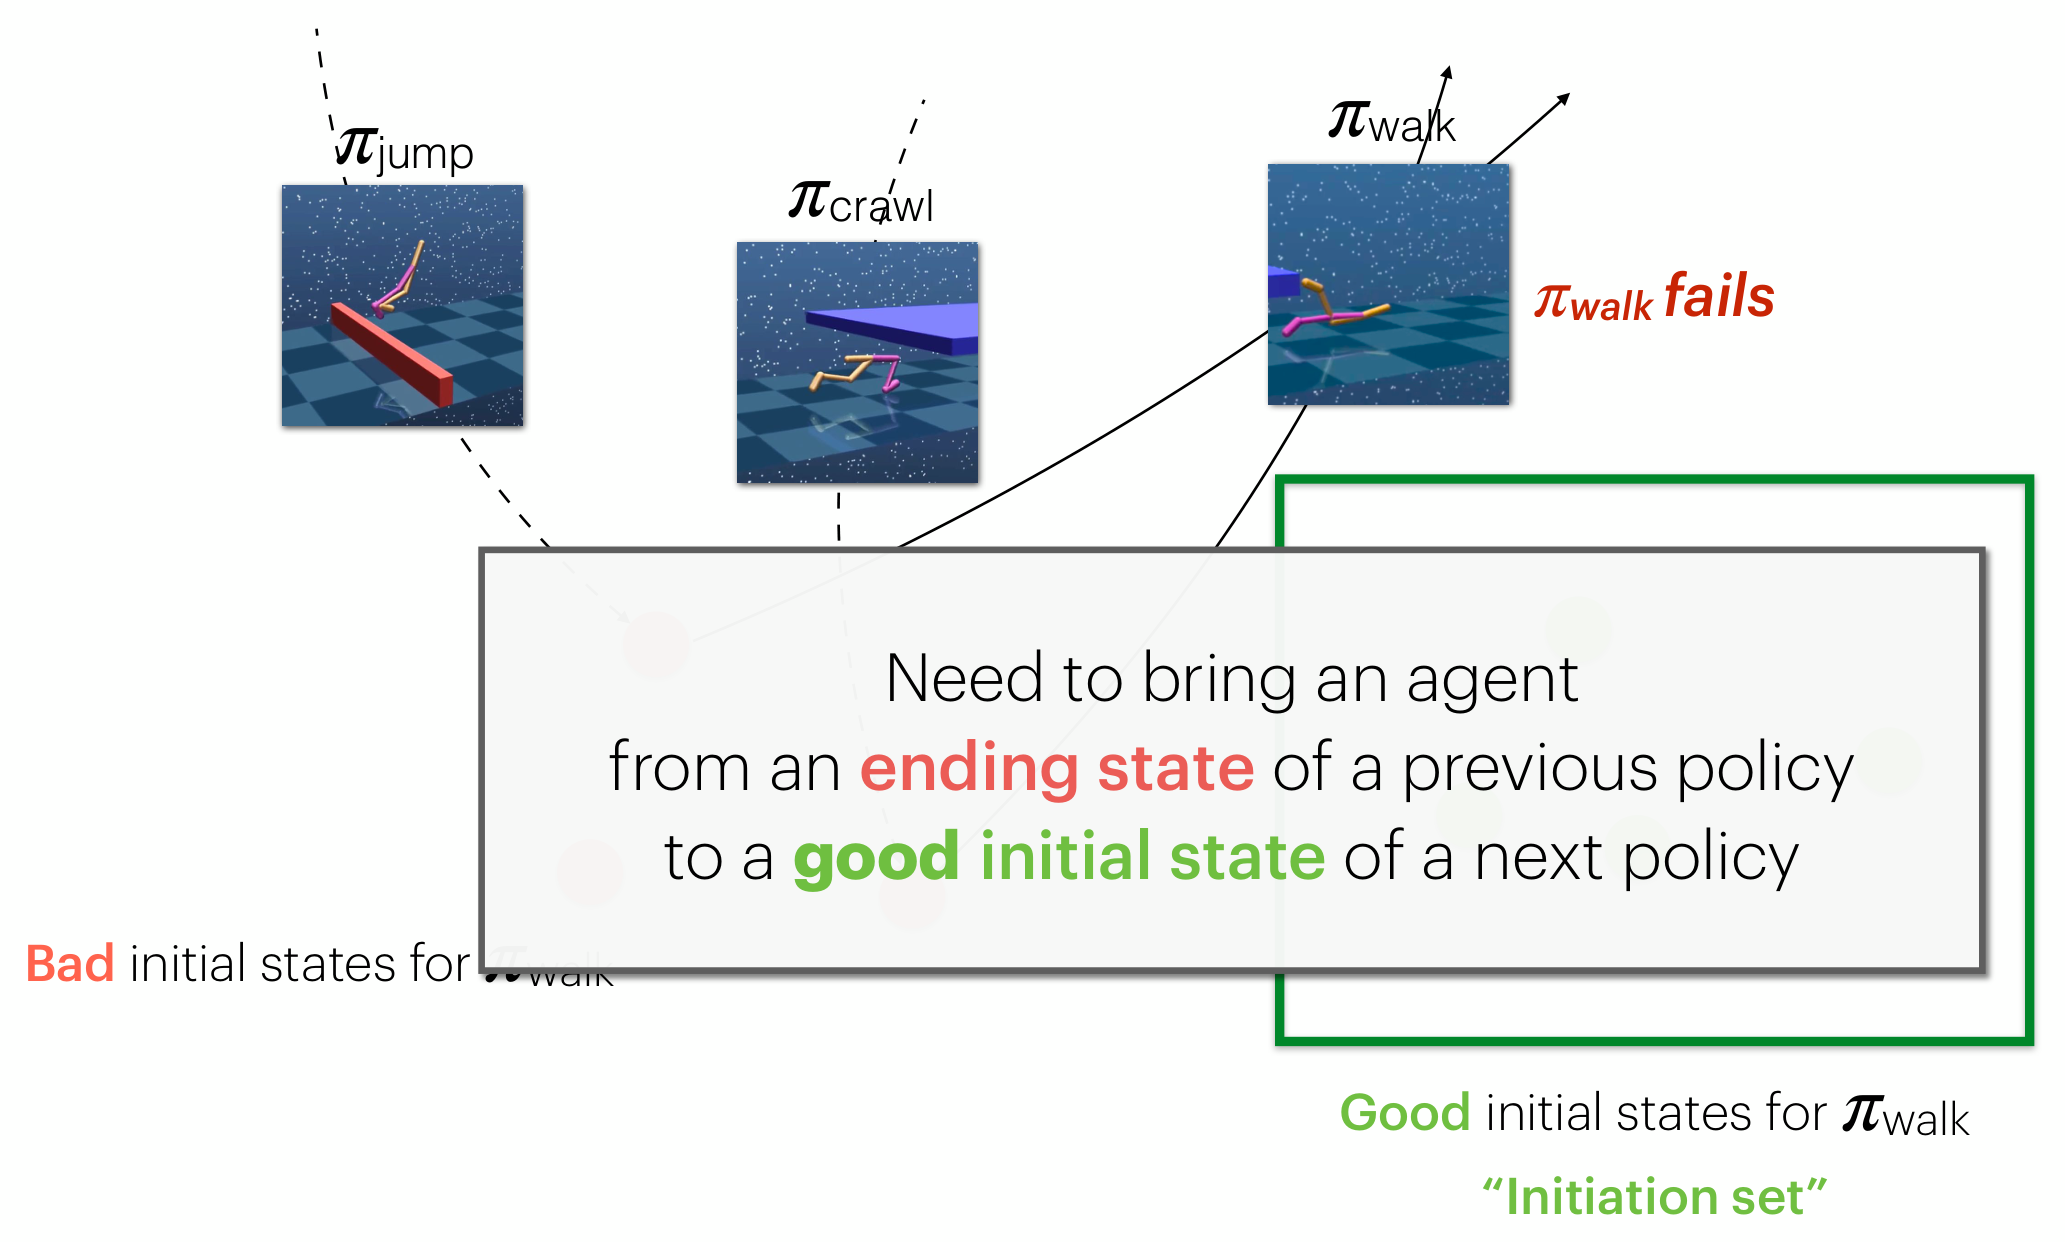 πjump
πcrawl
πwalk
πwalk fails
Need to bring an agent
from an ending state of a previous policy
to a good initial state of a next policy
Bad initial states for πwalk
Good initial states for πwalk
“Initiation set”